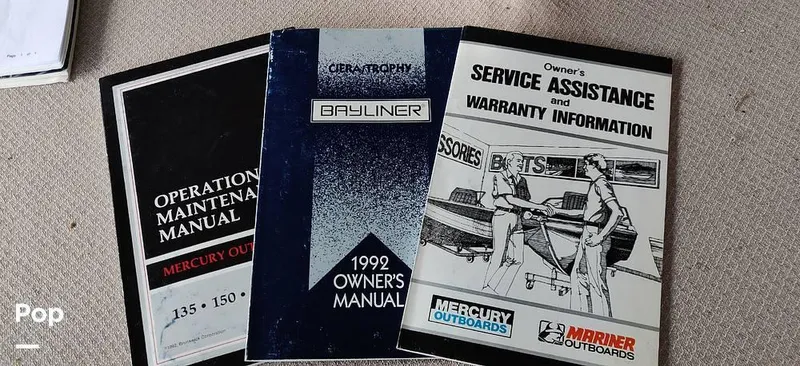 OPERATION
MAINTENAN
MANUAL
MERCURY OUT
135 • 150 •
CIERA/TROPHY
BAYLINER
1992
OWNER'S
MANUAL
Owner's
SERVICE ASSISTANCE
and
WARRANTY INFORMATION
SSORIES
BOATS
MERCURY
OUTBOARDS
MARINER
OUTBOARDS
Pop